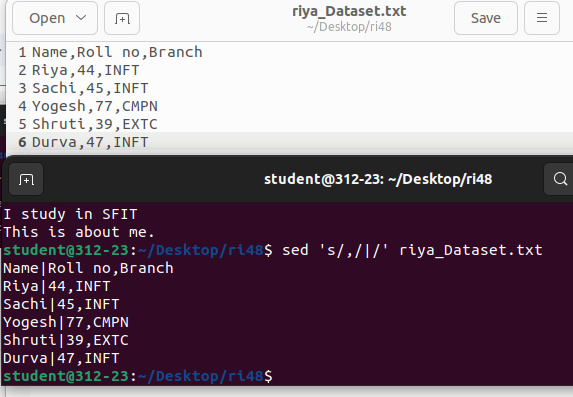 Open
riya_Dataset.txt
~/Desktop/ri48
Save
1 Name,Roll no,Branch
2 Riya,44,INFT
3 Sachi,45,INFT
4 Yogesh,77,CMPN
5 Shruti,39,EXTC
6 Durva,47,INFT
student@312-23: ~/Desktop/ri48
I study in SFIT
This is about me.
student@312-23:~/Desktop/ri48$ sed 's/,/|/' riya_Dataset.txt
Name|Roll no,Branch
Riya|44,INFT
Sachi|45,INFT
Yogesh|77,CMPN
Shruti|39,EXTC
Durva|47,INFT
student@312-23:~/Desktop/ri48$